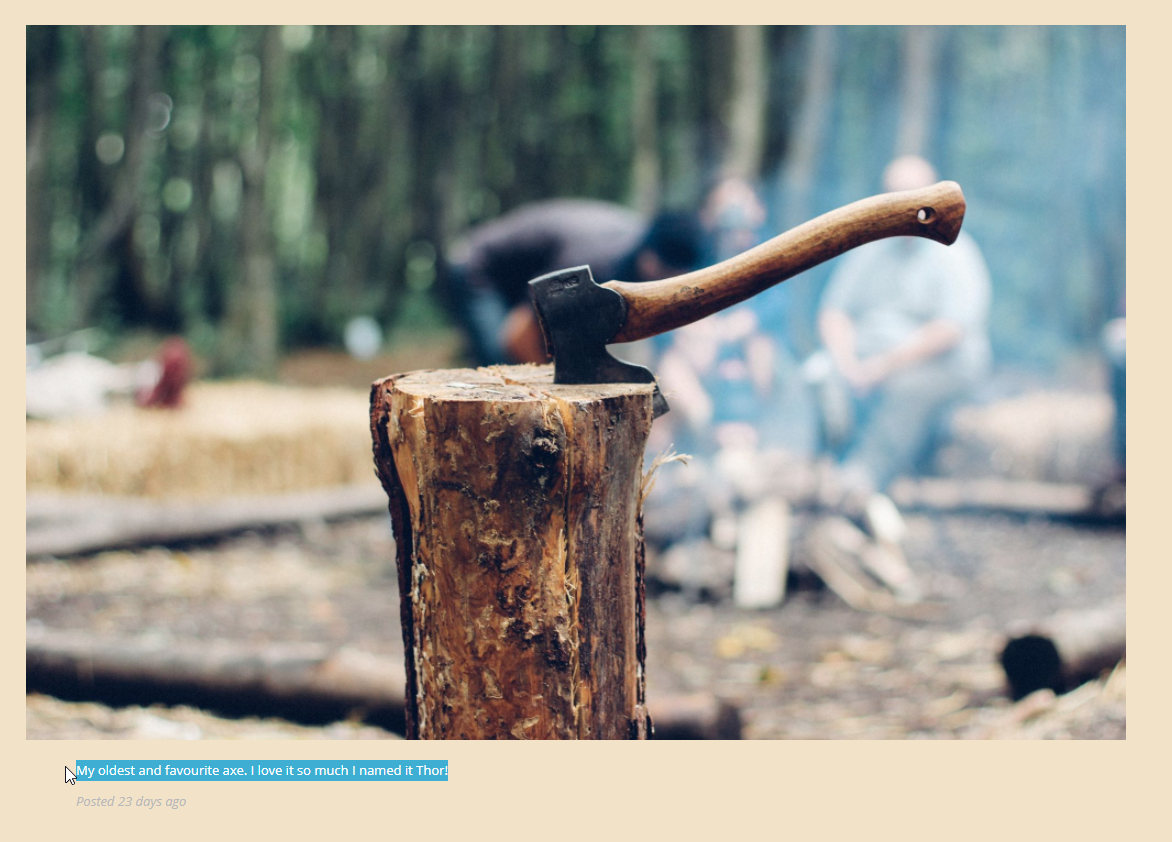 My oldest and favourite axe. I love it so much I named it Thor!
Posted 23 days ago